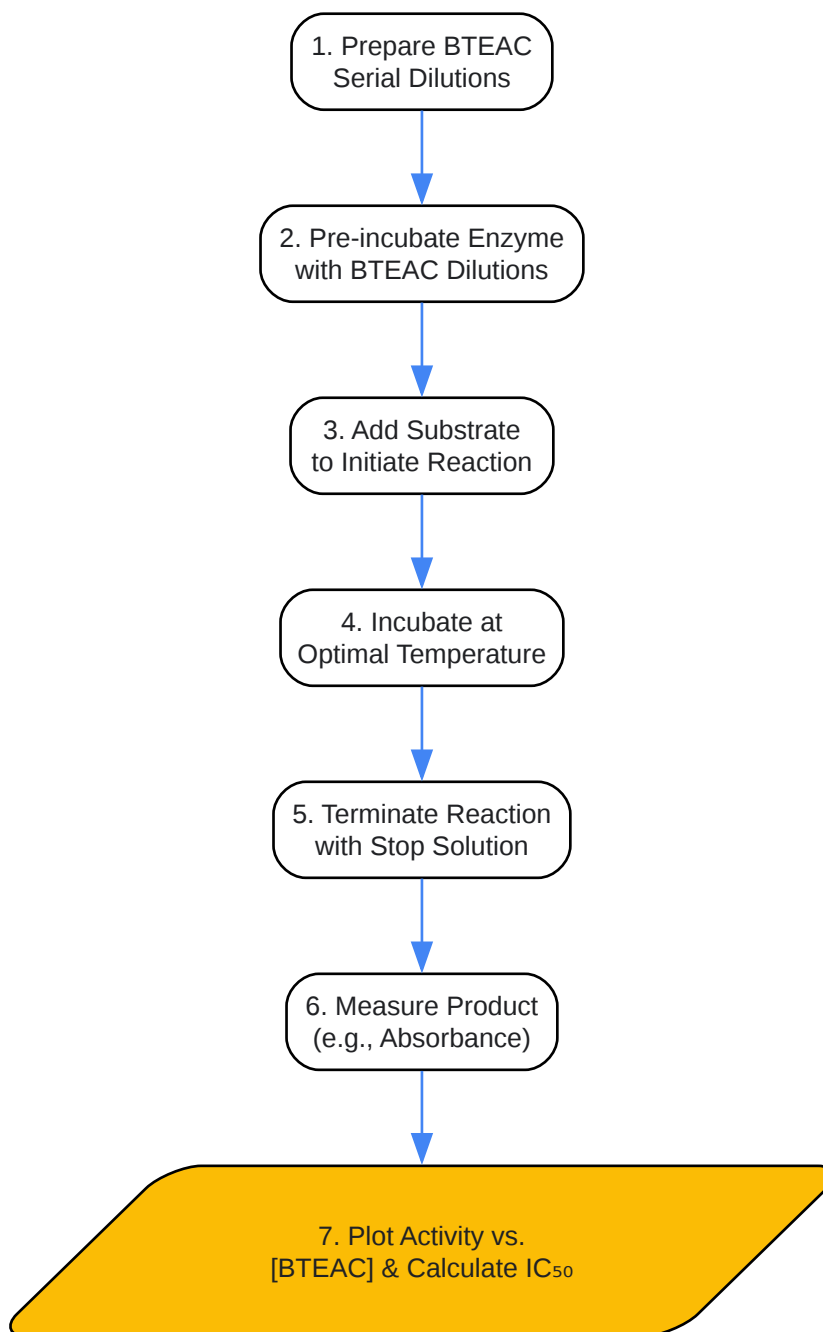 1. Prepare BTEAC
Serial Dilutions
2. Pre-incubate Enzyme
with BTEAC Dilutions
3. Add Substrate
to Initiate Reaction
4. Incubate at
Optimal Temperature
5. Terminate Reaction
with Stop Solution
6. Measure Product
(e.g., Absorbance)
7. Plot Activity vs.
[BTEAC] & Calculate IC₅₀